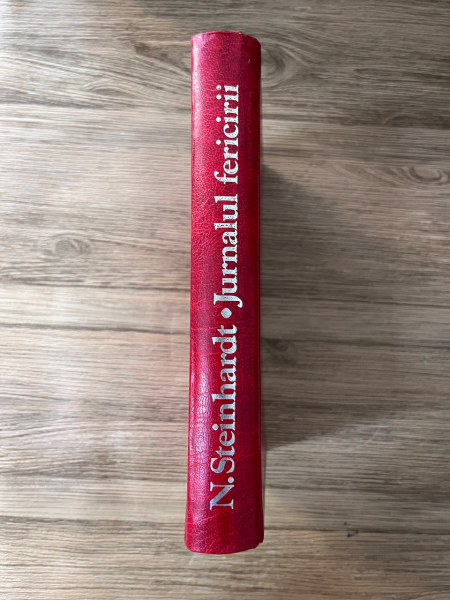 N. Steinhardt • Jurnalul fericirii